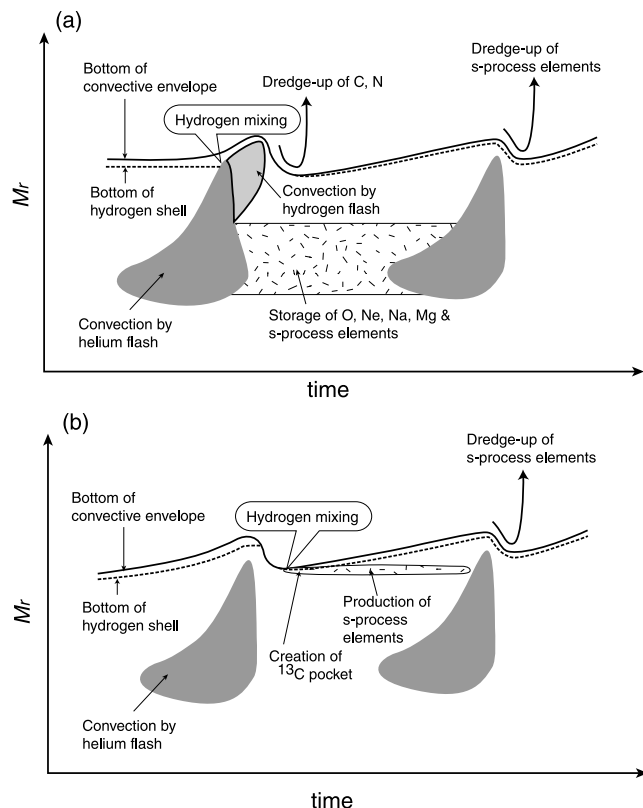 (a)
Bottom of
convective envelope
Dredge-up of C, N
Dredge-up of
s-process elements
Hydrogen mixing
Bottom of
hydrogen shell
Convection by
hydrogen flash
Convection by
helium flash
Storage of O, Ne, Na, Mg &
s-process elements
Mr
time
(b)
Dredge-up of
s-process elements
Bottom of
convective envelope
Hydrogen mixing
Bottom of
hydrogen shell
Production of
s-process
elements
Creation of
13C pocket
Convection by
helium flash
Mr
time